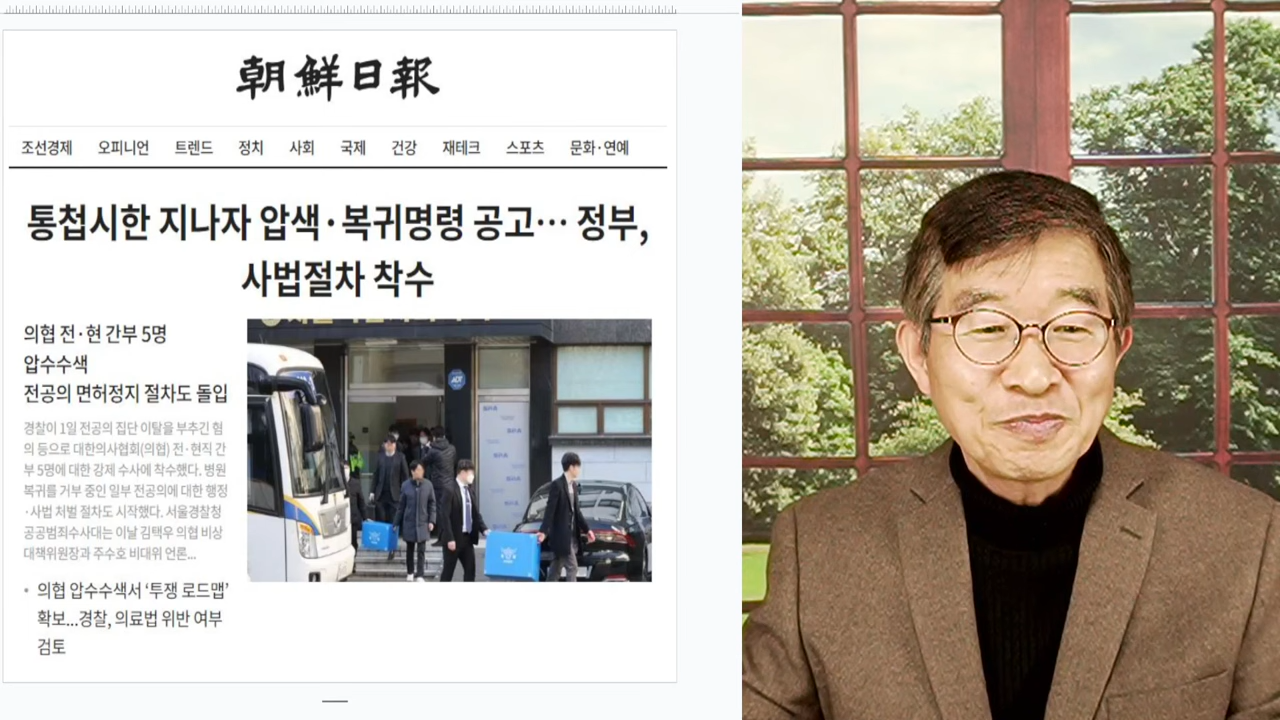 朝鮮日報
조선경제 오피니언 트렌드 정치 사회 국제 건강 재테크 스포츠 문화·연예
통첩시한 지나자 압색·복귀명령 공고… 정부,
사법절차 착수
의협 전·현 간부 5명
압수수색
전공의 면허정지 절차도 돌입
경찰이 1일 전공의 집단 이탈을 부추긴 혐
의 등으로 대한의사협회(의협) 전·현직 간
부 5명에 대한 강제 수사에 착수했다. 병원
복귀를 거부 중인 일부 전공의에 대한 행정
·사법 처벌 절차도 시작했다. 서울경찰청
공공범죄수사대는 이날 김택우 의협 비상
대책위원장과 주수호 비대위 언론...
• 의협 압수수색서 ‘투쟁 로드맵’
확보...경찰, 의료법 위반 여부
검토